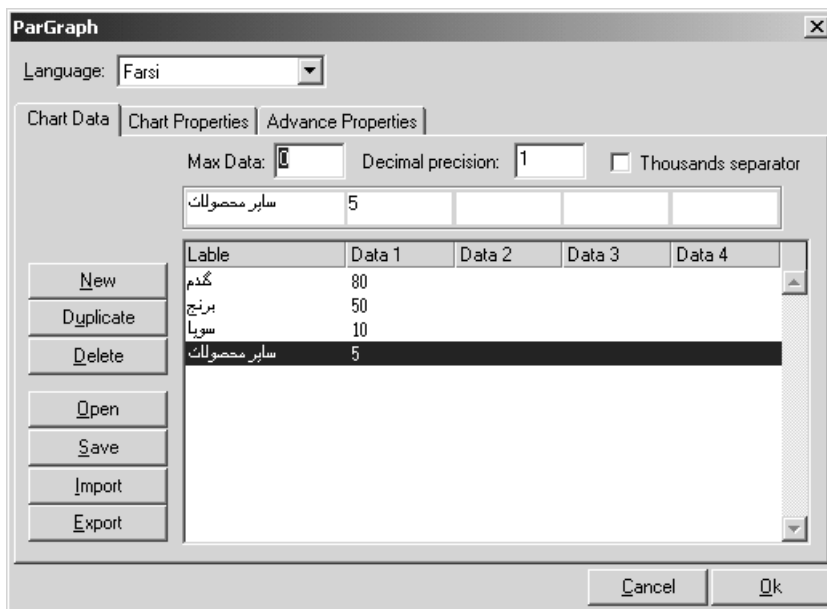 ParGraph
Language: Farsi
Chart Data Chart Properties Advance Properties
Max Data: 0 Decimal precision: 1 Thousands separator
سایر محصولات 5
Lable Data 1 Data 2 Data 3 Data 4
گندم 80
برنج 50
سویا 10
سایر محصولات 5
New
Duplicate
Delete
Open
Save
Import
Export
Cancel Ok